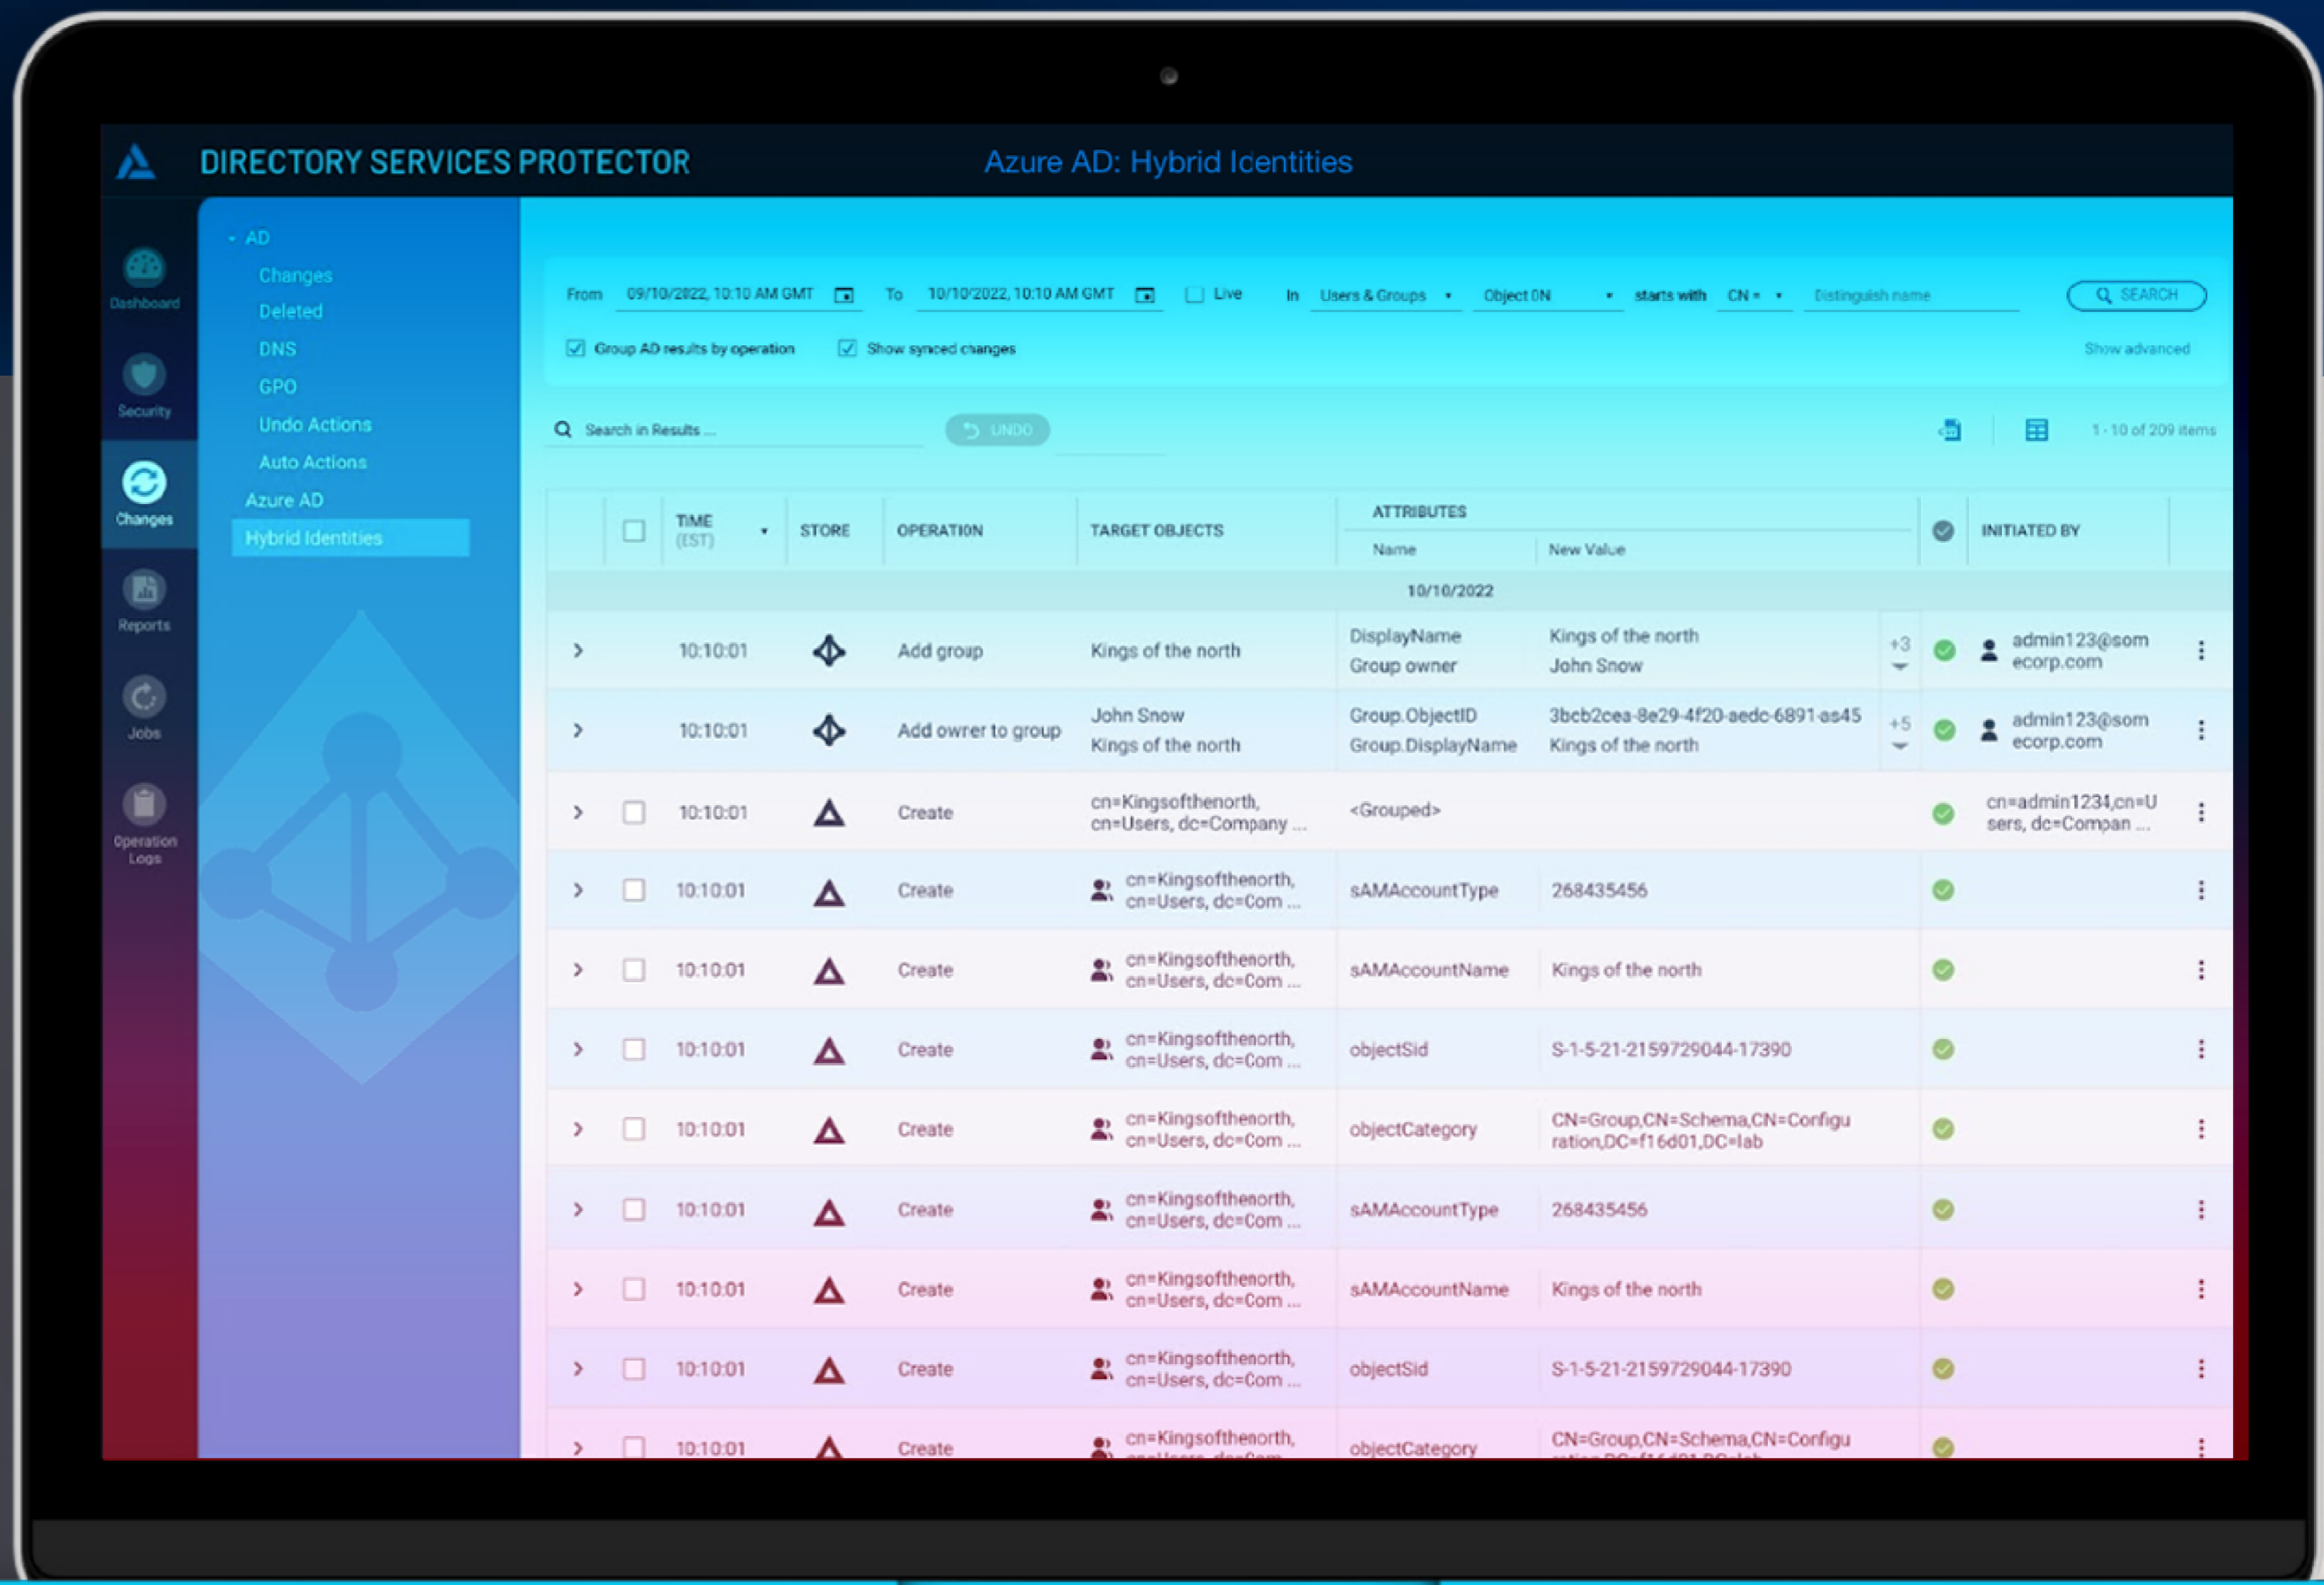 DIRECTORY SERVICES PROTECTOR
Azure AD: Hybrid Identities
Dashboard
Security
Changes
Reports
Jobs
Operation
Logs
AD
Changes
Deleted
DNS
GPO
Undo Actions
Auto Actions
Azure AD
Hybrid Identities
From 09/10/2022, 10:10 AM GMT To 10/10/2022, 10:10 AM GMT Live In Users & Groups Object DN starts with CN = Distinguish name SEARCH
Group AD results by operation Show synced changes Show advanced
Search in Results ... UNDO 1 - 10 of 209 items
TIME (EST) STORE OPERATION TARGET OBJECTS ATTRIBUTES INITIATED BY
Name New Value
10/10/2022
10:10:01 Add group Kings of the north DisplayName Kings of the north +3 admin123@som
Group owner John Snow ecorp.com
10:10:01 Add owner to group John Snow Group.ObjectID 3bcb2cea-8e29-4f20-aedc-6891-as45 +5 admin123@som
Kings of the north Group.DisplayName Kings of the north ecorp.com
10:10:01 Create cn=Kingsofthenorth, <Grouped> cn=admin1234,cn=U
cn=Users, dc=Company ... sers, dc=Compan ...
10:10:01 Create cn=Kingsofthenorth, sAMAccountType 268435456
cn=Users, dc=Com ...
10:10:01 Create cn=Kingsofthenorth, sAMAccountName Kings of the north
cn=Users, dc=Com ...
10:10:01 Create cn=Kingsofthenorth, objectSid S-1-5-21-2159729044-17390
cn=Users, dc=Com ...
10:10:01 Create cn=Kingsofthenorth, objectCategory CN=Group,CN=Schema,CN=Configu
cn=Users, dc=Com ... ration,DC=f16d01,DC=lab
10:10:01 Create cn=Kingsofthenorth, sAMAccountType 268435456
cn=Users, dc=Com ...
10:10:01 Create cn=Kingsofthenorth, sAMAccountName Kings of the north
cn=Users, dc=Com ...
10:10:01 Create cn=Kingsofthenorth, objectSid S-1-5-21-2159729044-17390
cn=Users, dc=Com ...
10:10:01 Create cn=Kingsofthenorth, objectCategory CN=Group,CN=Schema,CN=Configu